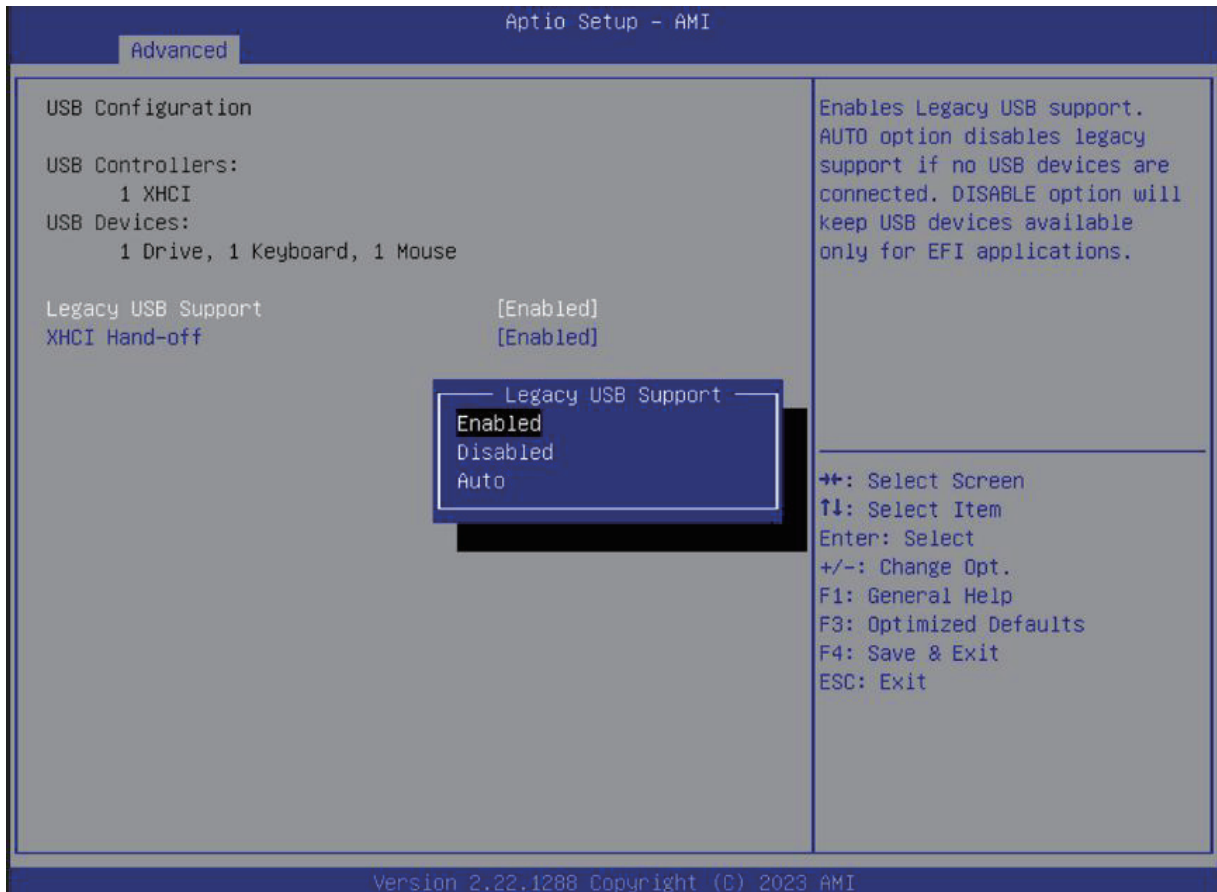 Aptio Setup - AMI
Advanced
USB Configuration
USB Controllers:
1 XHCI
USB Devices:
1 Drive, 1 Keyboard, 1 Mouse
Legacy USB Support [Enabled]
XHCI Hand-off [Enabled]
Legacy USB Support
Enabled
Disabled
Auto
Enables Legacy USB support.
AUTO option disables legacy
support if no USB devices are
connected. DISABLE option will
keep USB devices available
only for EFI applications.
→←: Select Screen
↑↓: Select Item
Enter: Select
+/-: Change Opt.
F1: General Help
F3: Optimized Defaults
F4: Save & Exit
ESC: Exit
Version 2.22.1288 Copyright (C) 2023 AMI